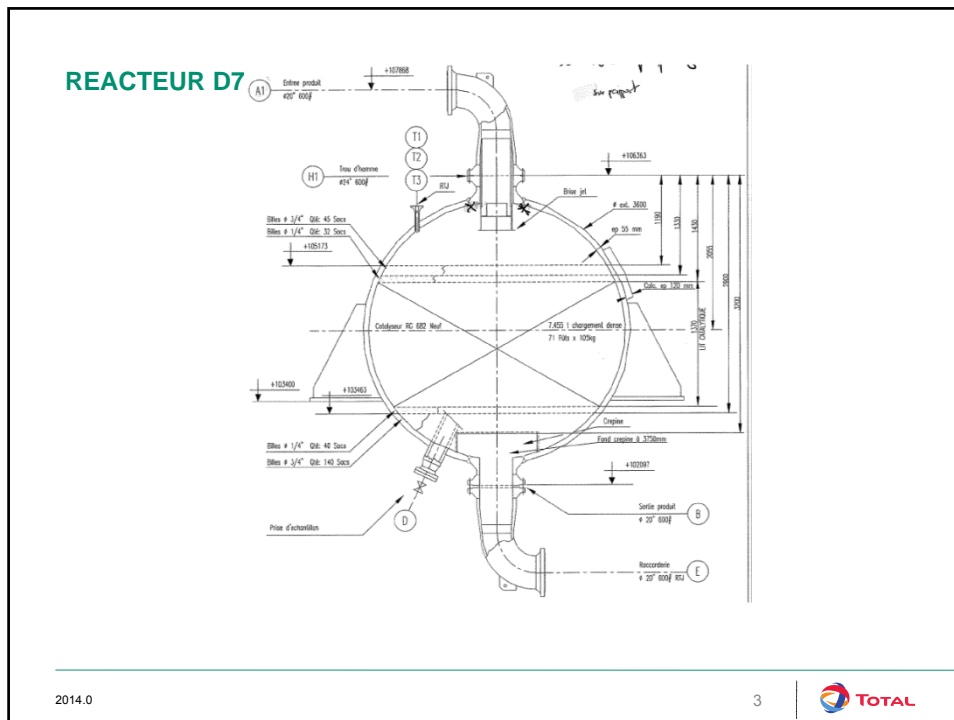 REACTEUR D7
A1
Entree produit
ø20" 600#
+107868
T1
T2
T3
RTJ
H1
Trou d'homme
ø24" 600#
+106363
Brise jet
ø ext. 3600
ep 55 mm
Billes ø 3/4" Qté: 45 Sacs
Billes ø 1/4" Qté: 32 Sacs
+105173
1190
1330
1430
2055
2900
3200
Calo. ep 120 mm
Catalyseur RG 682 Neuf
7.455 t chargement dense
71 Fûts x 105kg
1370
LIT CATALYTIQUE
+103400
+103463
Billes ø 1/4" Qté: 40 Sacs
Billes ø 3/4" Qté: 140 Sacs
Crepine
Fond crepine à 3750mm
+102097
Prise d'echantillon
D
Sortie produit
ø 20" 600#
B
Raccorderie
ø 20" 600# RTJ
E
2014.0
3
TOTAL